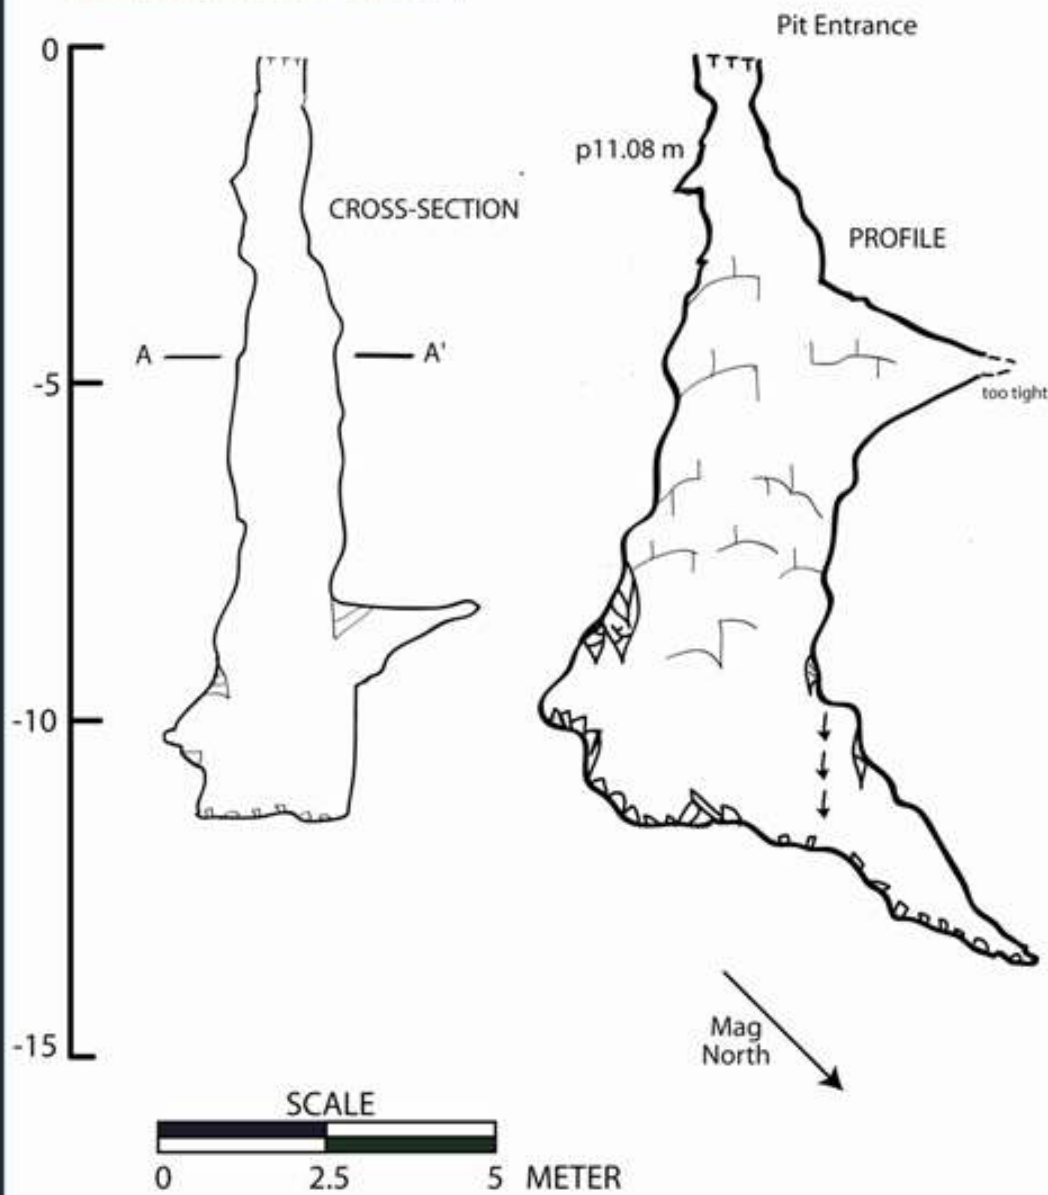 Pit Entrance
0
p11.08 m
CROSS-SECTION
PROFILE
A
A'
-5
too tight
-10
Mag
North
-15
SCALE
0 2.5 5 METER